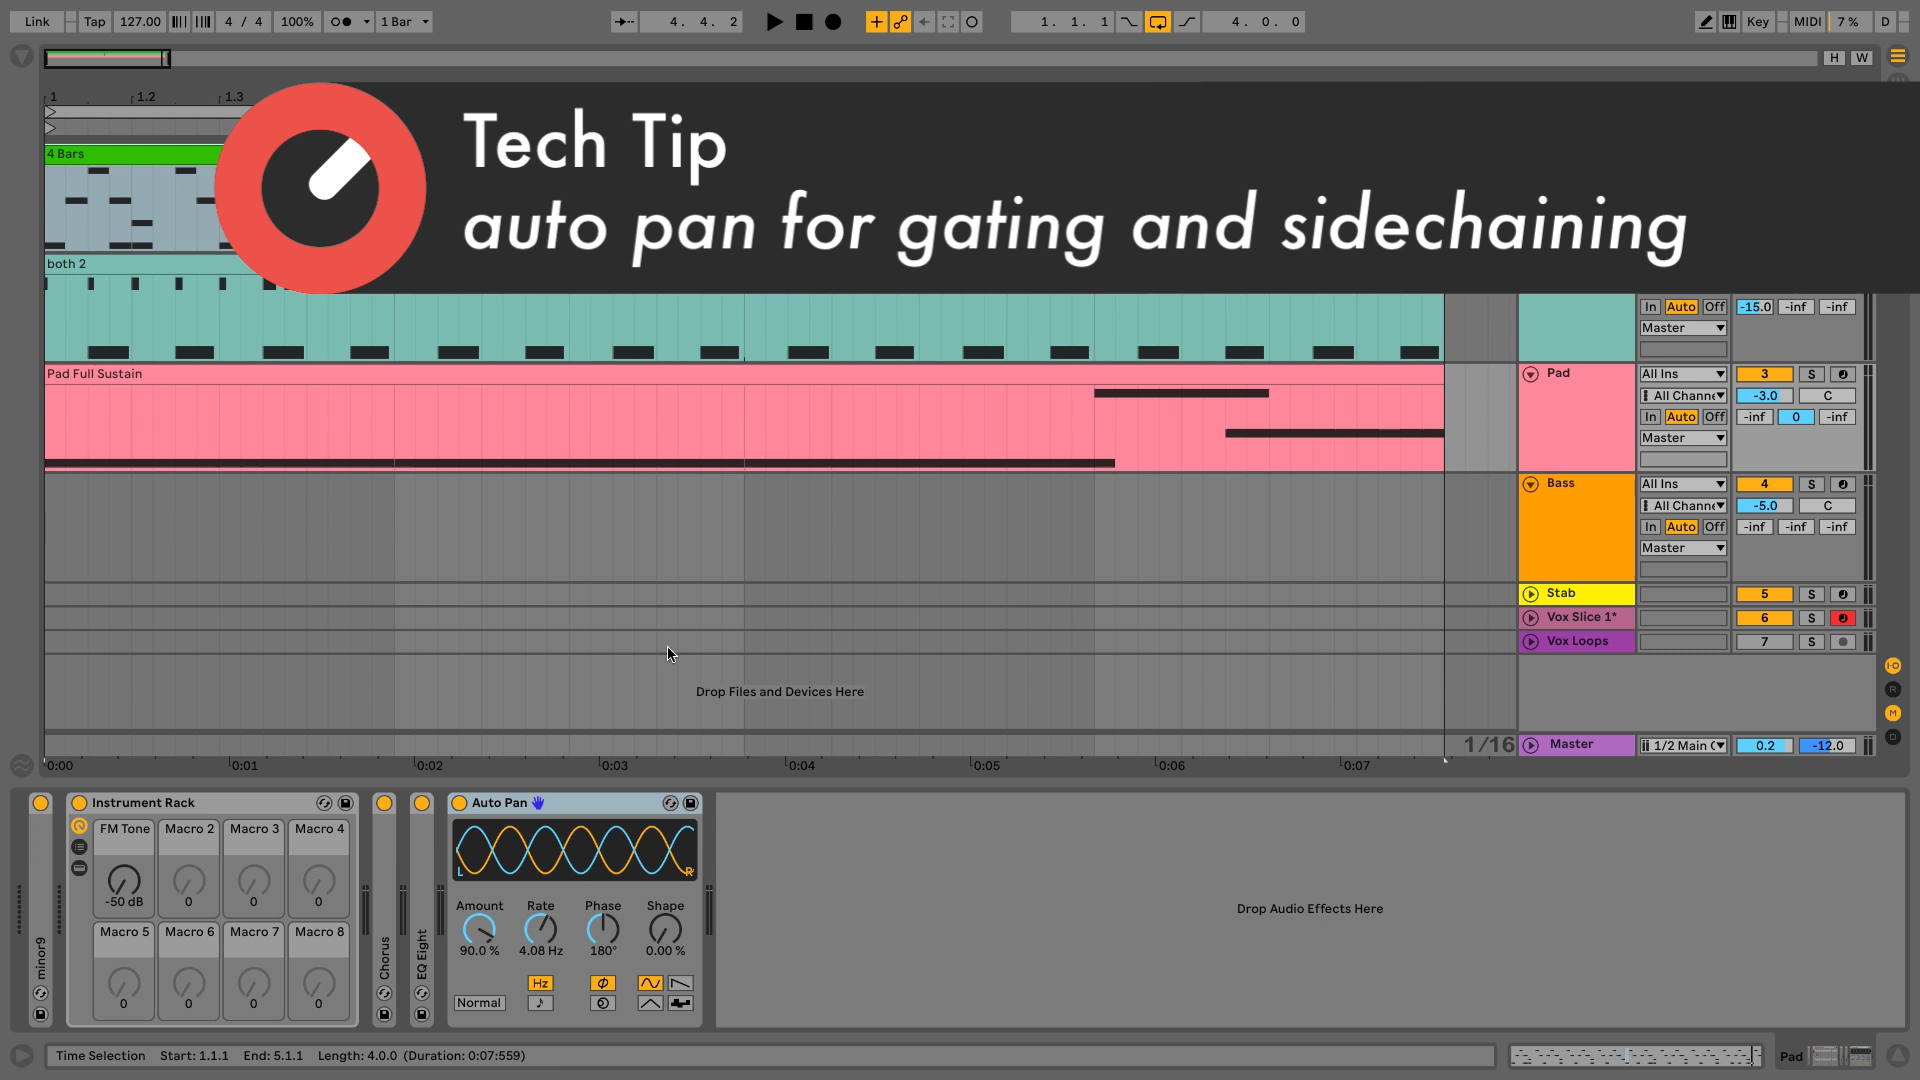 Link Tap 127.00 4 / 4 100% 1 Bar 4. 4. 2 1. 1. 1 4. 0. 0 Key MIDI 7 % D
H W
1 1.2 1.3
Tech Tip
auto pan for gating and sidechaining
4 Bars
both 2
In Auto Off -15.0 -inf -inf
Master
Pad Full Sustain
Pad All Ins 3 S
All Channe -3.0 C
In Auto Off -inf 0 -inf
Master
Bass All Ins 4 S
All Channe -5.0 C
In Auto Off -inf -inf -inf
Master
Stab 5 S
Vox Slice 1* 6 S
Vox Loops 7 S
Drop Files and Devices Here
1/16 Master 1/2 Main ( 0.2 -12.0
0:00 0:01 0:02 0:03 0:04 0:05 0:06 0:07
I·O
R
M
D
minor9
Instrument Rack
FM Tone Macro 2 Macro 3 Macro 4
-50 dB 0 0 0
Macro 5 Macro 6 Macro 7 Macro 8
0 0 0 0
Chorus
EQ Eight
Auto Pan
L R
Amount Rate Phase Shape
90.0 % 4.08 Hz 180° 0.00 %
Hz
Normal
Drop Audio Effects Here
Time Selection Start: 1.1.1 End: 5.1.1 Length: 4.0.0 (Duration: 0:07:559)
Pad